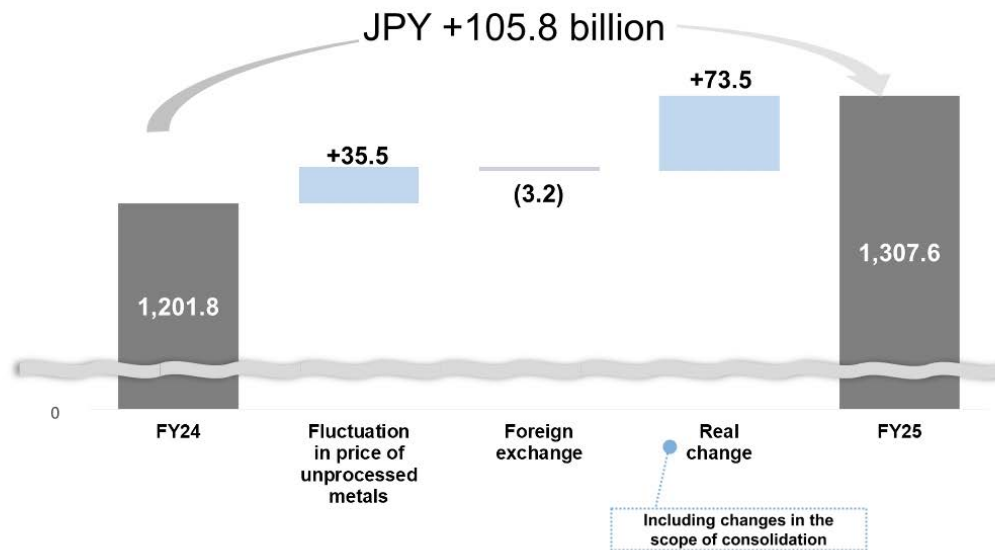 JPY +105.8 billion
+73.5
+35.5
(3.2)
1,307.6
1,201.8
0
FY24
Fluctuation
in price of
unprocessed
metals
Foreign
exchange
Real
change
FY25
Including changes in the
scope of consolidation